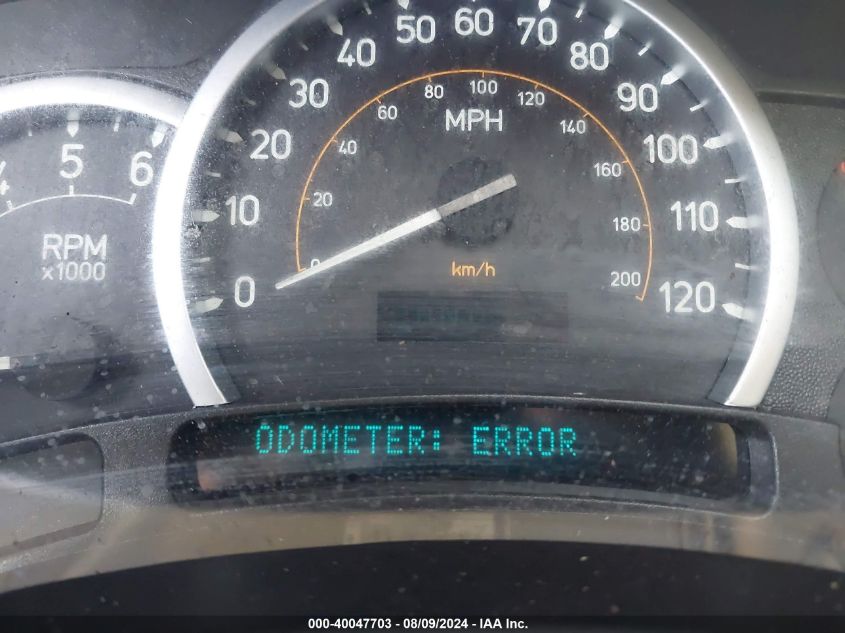 50 60 70
40 80
30 90
20 100
10 110
0 120
MPH
0 20 40 60 80 100 120 140 160 180 200
km/h
4 5 6
RPM
x1000
ODOMETER: ERROR
000-40047703 - 08/09/2024 - IAA Inc.